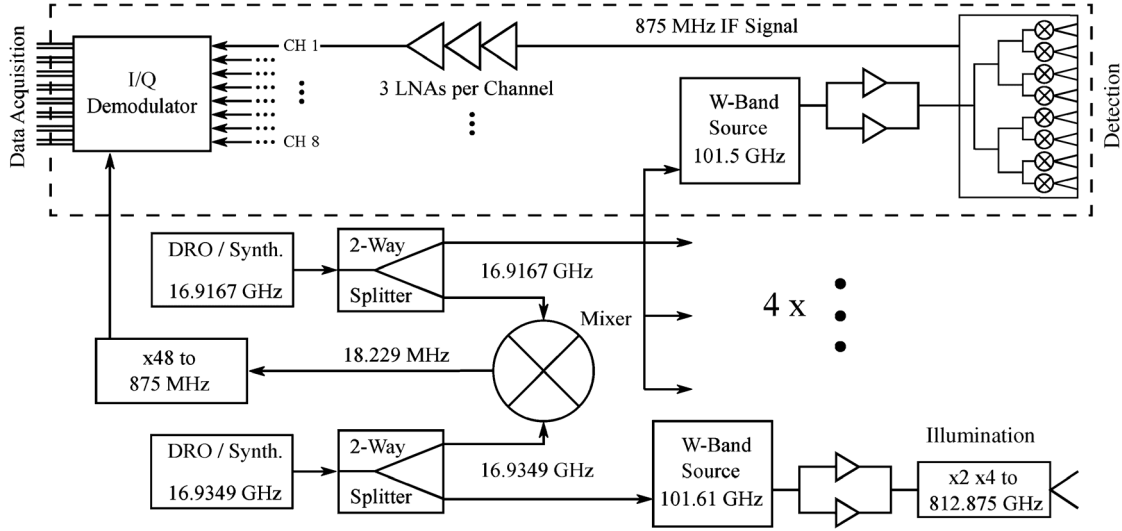 875 MHz IF Signal
CH 1
I/Q
Demodulator
3 LNAs per Channel
CH 8
Data Acquisition
W-Band
Source
101.5 GHz
Detection
DRO / Synth.
16.9167 GHz
2-Way
Splitter
16.9167 GHz
Mixer
4 x
x48 to
875 MHz
18.229 MHz
DRO / Synth.
16.9349 GHz
2-Way
Splitter
16.9349 GHz
W-Band
Source
101.61 GHz
Illumination
x2 x4 to
812.875 GHz